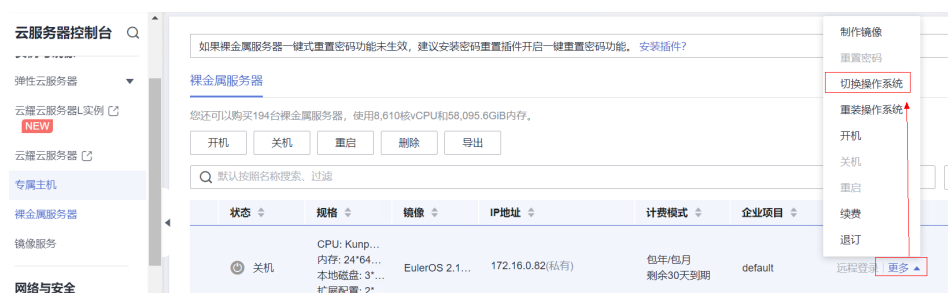 云服务器控制台
弹性云服务器
云耀云服务器L实例
NEW
云耀云服务器
专属主机
裸金属服务器
镜像服务
网络与安全
如果裸金属服务器一键式重置密码功能未生效，建议安装密码重置插件开启一键重置密码功能。 安装插件?
裸金属服务器
您还可以购买194台裸金属服务器，使用8,610核vCPU和58,095.6GiB内存。
开机 关机 重启 删除 导出
默认按照名称搜索、过滤
状态 规格 镜像 IP地址 计费模式 企业项目
关机
CPU: Kunp...
内存: 24*64...
本地磁盘: 3*...
扩展配置: 2*
EulerOS 2.1...
172.16.0.82(私有)
包年/包月
剩余30天到期
default
远程登录 更多
制作镜像
重置密码
切换操作系统
重装操作系统
开机
关机
重启
续费
退订